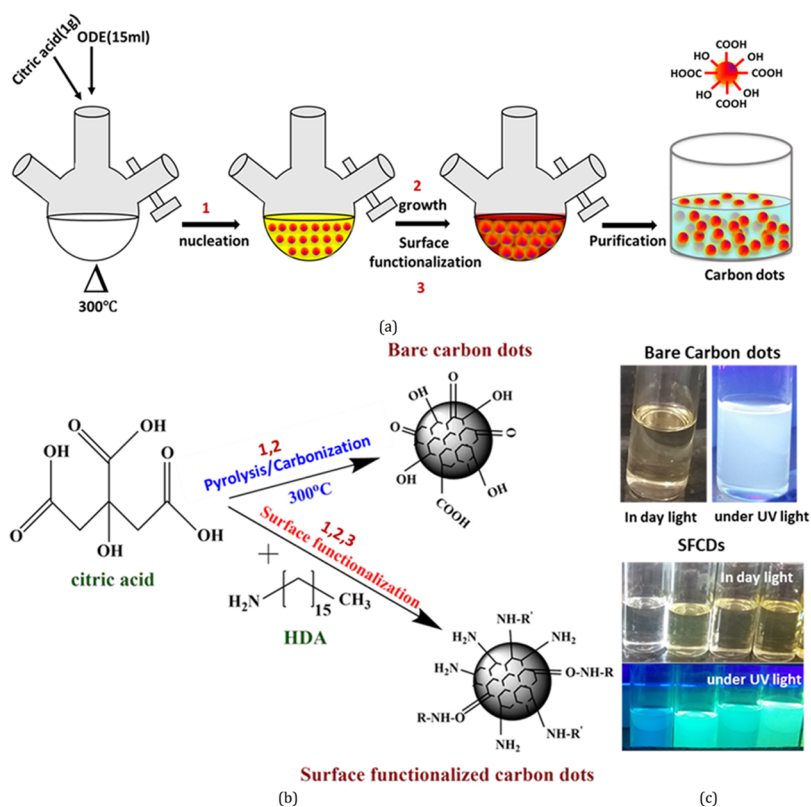 Citric acid(1g)
ODE(15ml)
300℃
1
nucleation
2
growth
Surface
functionalization
3
Purification
COOH
HO
OH
HOOC
COOH
HO
OH
COOH
Carbon dots
(a)
Bare carbon dots
O
OH
OH
O
O
OH
OH
COOH
O
OH
OH
O
O
OH
OH
citric acid
1,2
Pyrolysis/Carbonization
300°C
1,2,3
Surface functionalization
+
H₂N
15
CH₃
HDA
NH-R'
H₂N
NH₂
H₂N
O-NH-R
R-NH-O
NH-R'
NH₂
Surface functionalized carbon dots
(b)
Bare Carbon dots
In day light
under UV light
SFCDs
In day light
under UV light
(c)